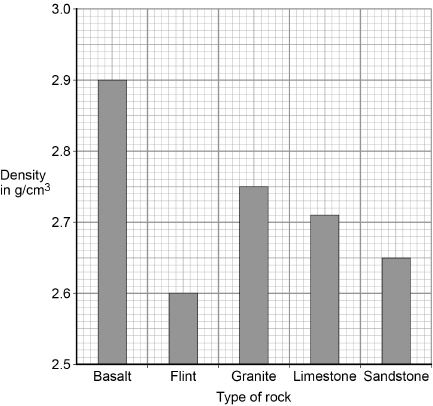 3.0
2.9
2.8
2.7
2.6
2.5
Density
in g/cm³
Basalt Flint Granite Limestone Sandstone
Type of rock